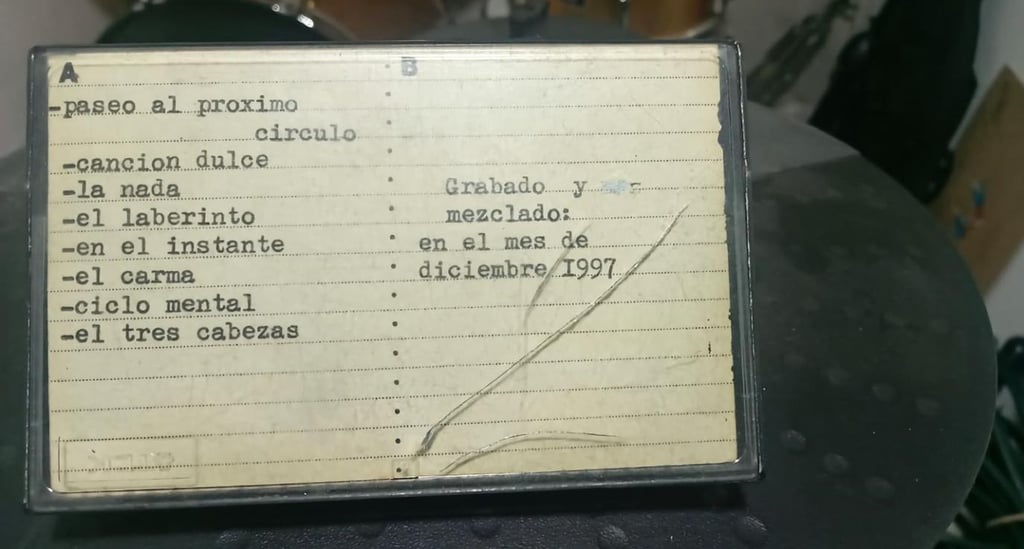 A
-paseo al proximo
circulo
-cancion dulce
-la nada
-el laberinto
-en el instante
-el carma
-ciclo mental
-el tres cabezas
B
Grabado y
mezclado:
en el mes de
diciembre I997